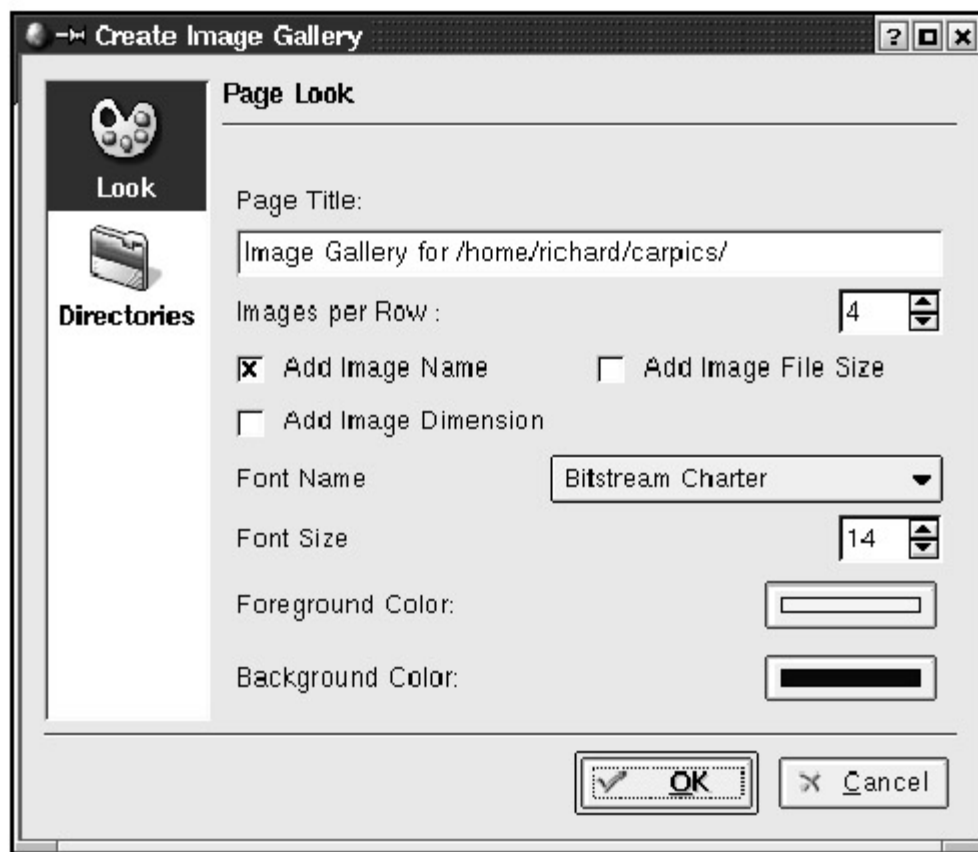 Create Image Gallery
Look
Directories
Page Look
Page Title:
Image Gallery for /home/richard/carpics/
Images per Row :
4
Add Image Name
Add Image File Size
Add Image Dimension
Font Name
Bitstream Charter
Font Size
14
Foreground Color:
Background Color:
OK
Cancel